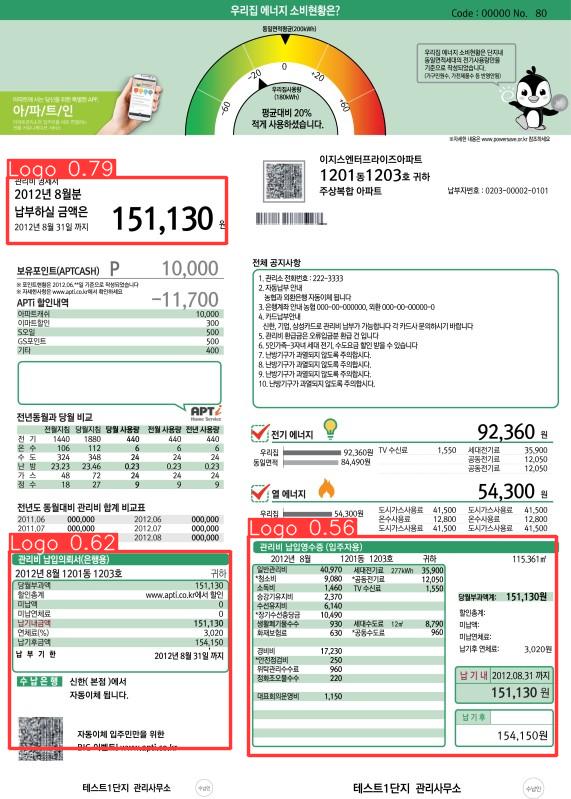 우리집 에너지 소비현황은?
Code : 00000 No. 80
동일면적평균(200kWh)
-60
-20
0
+20
+60
우리집사용량
(180kWh)
평균대비 20%
적게 사용하셨습니다.
아파트에 사는 당신을 위한 특별한 APP.
아/파/트/인
우리집 에너지 소비현황은 단지내
동일면적세대의 전기사용량만을
기준으로 작성되었습니다.
(가구인원수, 가전제품수 등 반영안됨)
*자세한 내용은 www.powersave.or.kr 참조하세요
Logo 0.79
관리비 명세서
2012년 8월분
납부하실 금액은
2012년 8월 31일 까지
151,130 원
이지스엔터프라이즈아파트
1201동1203호 귀하
주상복합 아파트
납부자번호 : 0203-00002-0101
보유포인트(APTCASH) P 10,000
※ 포인트현황은 2012.06.**일 기준으로 작성되었습니다.
※ 자세한사항은 www.apti.co.kr에서 확인하세요
APTi 할인내역 -11,700
아파트캐쉬 10,000
이파트할인 300
모아일 500
GS포인트 500
기타 400
APTi
Home Service
전체 공지사항
1. 관리소 전화번호 : 222-3333
2. 자동납부 안내
농협과 외환은행 자동이체 됩니다
3. 은행계좌 안내 농협 000-00-000000, 외환 000-00-00000-0
4. 카드납부안내
신한, 기업, 삼성카드로 관리비 납부가 가능합니다 각 카드사 문의하시기 바랍니다
5. 관리비 환급금은 오류입금분 환급 건 입니다
6. 5인가족~3자녀 세대 전기, 수도요금 할인 받을 수 있습니다
7. 난방기구가 과열되지 않도록 주의합시다.
8. 난방기구가 과열되지 않도록 주의합시다.
9. 난방기구가 과열되지 않도록 주의합시다.
10. 난방기구가 과열되지 않도록 주의합시다.
전년동월과 당월 비교
전월지침 당월지침 당월 사용량 전월 사용량 전년 사용량
전 기 1440 1880 440 440 440
온 수 106 112 6 6 6
수 도 324 348 24 24 24
난 방 23.23 23.46 0.23 0.23 0.23
가 스 48 72 24 24 24
정 수 18 27 9 9 9
전년도 동월대비 관리비 합계 비교표
2011.06 000,000 2012.06 000,000
2011.07 000,000 2012.07 000,000
2012.08 000,000
전기 에너지 92,360 원
우리집 92,360원
동일면적 84,490원
TV 수신료 1,550
세대전기료 35,900
공동전기료 12,050
공동전기료 12,050
열 에너지 54,300 원
우리집 54,300원
도시가스사용료 41,500 도시가스사용료 41,500
온수사용료 12,800 온수사용료 12,800
도시가스사용료 41,500 도시가스사용료 41,500
Logo 0.62
관리비 납입의뢰서(은행용)
2012년 8월 1201동 1203호 귀하
당월부과액 151,130
할인총계 www.apti.co.kr에서 할인
미납액 0
미납연체료 0
납기내금액 151,130
연체료(%) 3,020
납기후금액 154,150
납 부 기 한 2012년 8월 31일 까지
수 납 은 행 신한( 본점 )에서
자동이체 됩니다.
자동이체 입주민만을 위한
BIG 이벤트! www.apti.co.kr
테스트1단지 관리사무소
수납인
Logo 0.56
관리비 납입영수증 (입주자용)
2012년 8월 1201동 1203호 귀하 115.361㎡
일반관리비 40,970 세대전기료 277kWh 35,900
*청소비 9,080 *공동전기료 12,050
소독비 1,460 TV 수신료 1,550
승강기유지비 2,370
수선유지비 6,140
*장기수선충당금 10,490
생활폐기물수수 930 세대수도료 12㎥ 8,790
화재보험료 630 *공동수도료 960
경비비 17,230
*안전점검비 250
위탁관리수수료 960
정화조오물수수 220
대표회의운영비 1,150
당월부과계: 151,130원
할인총계:
미납액:
미납연체료:
납기후 연체료: 3,020원
납 기 내 2012.08.31 까지
151,130 원
납 기 후
154,150원
테스트1단지 관리사무소
수납인